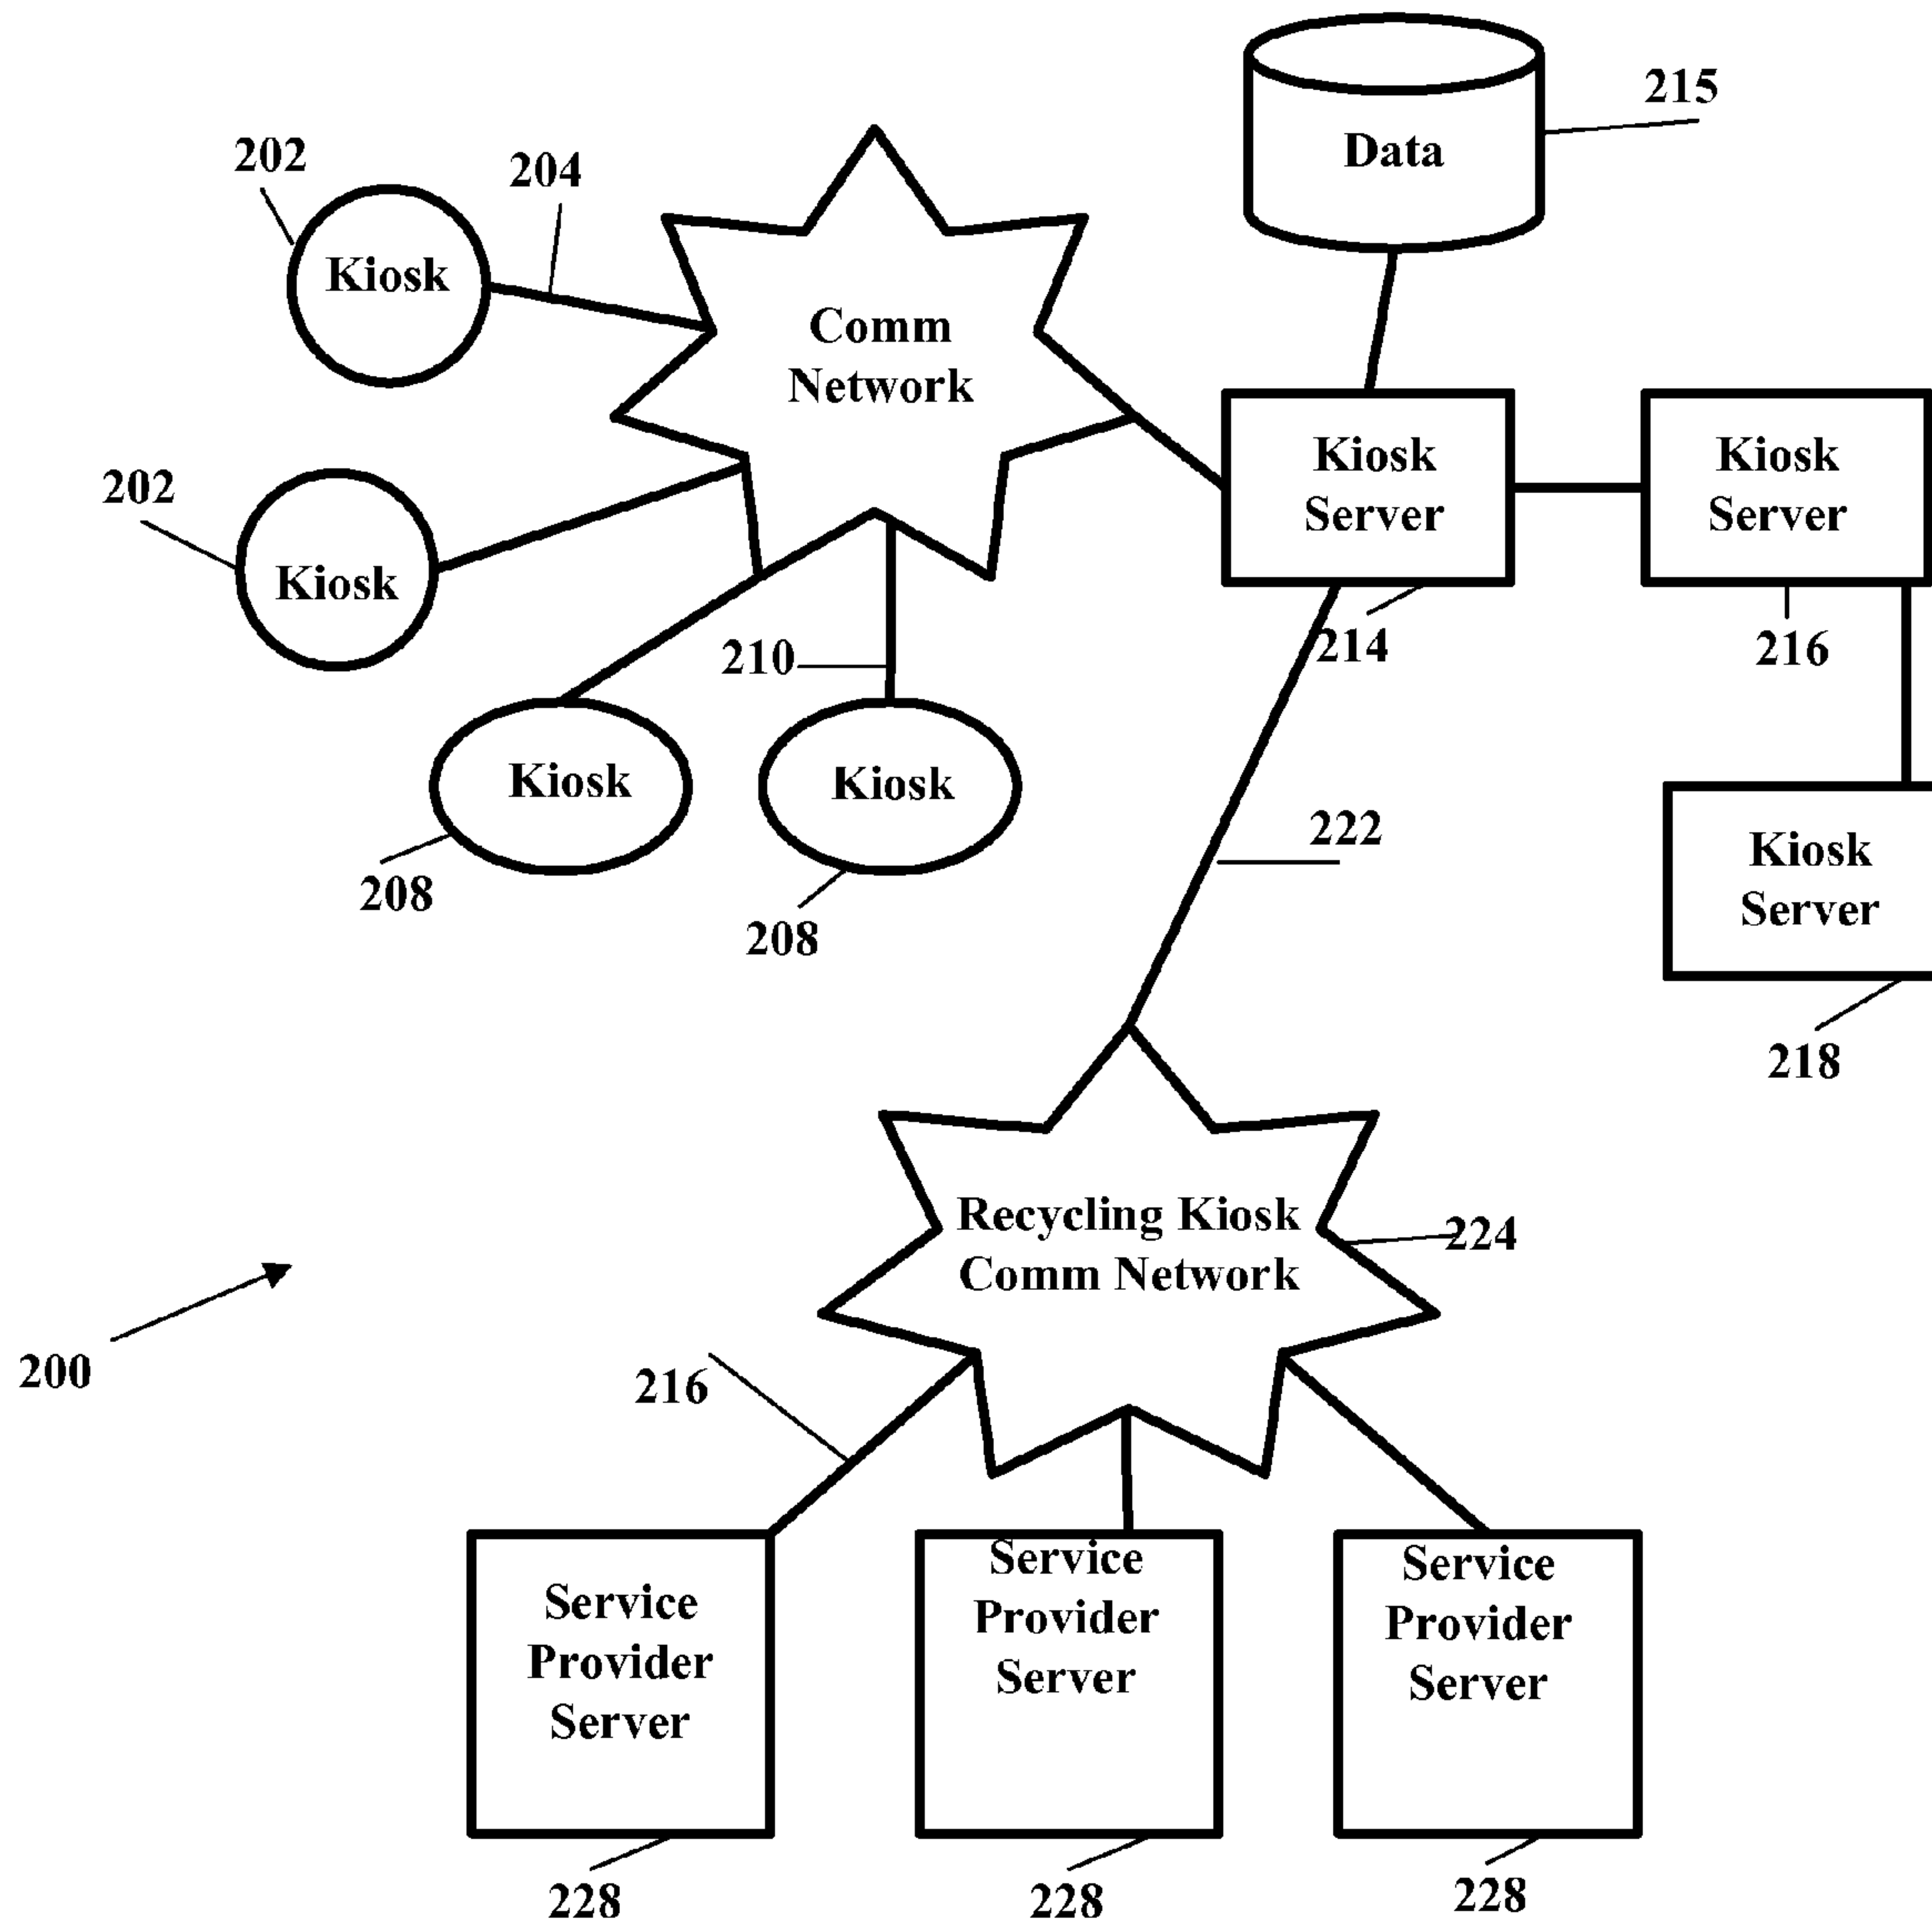 215
Data
202
204
Kiosk
Comm
Network
Kiosk
Server
Kiosk
Server
202
Kiosk
210
214
216
Kiosk
Kiosk
222
208
208
Kiosk
Server
218
Recycling Kiosk
Comm Network
224
200
216
Service
Provider
Server
Service
Provider
Server
Service
Provider
Server
228
228
228